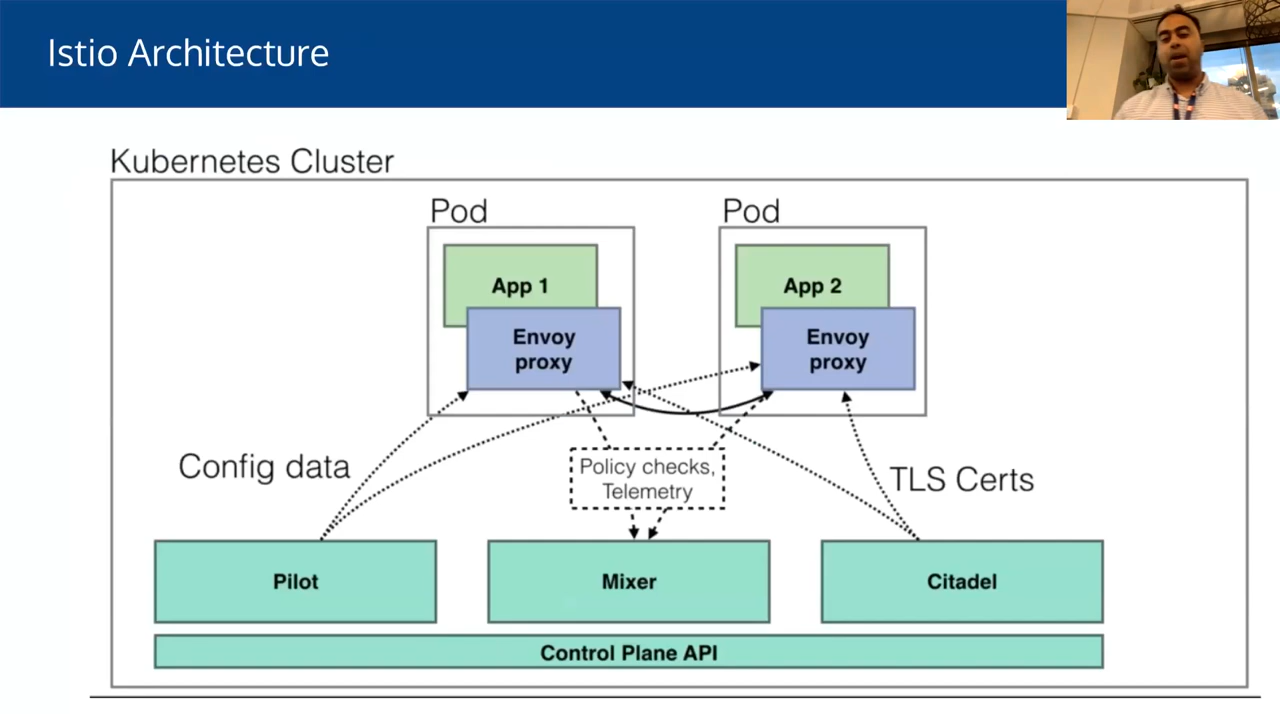 Istio Architecture
Kubernetes Cluster
Pod
Pod
App 1
App 2
Envoy
proxy
Envoy
proxy
Config data
Policy checks,
Telemetry
TLS Certs
Pilot
Mixer
Citadel
Control Plane API